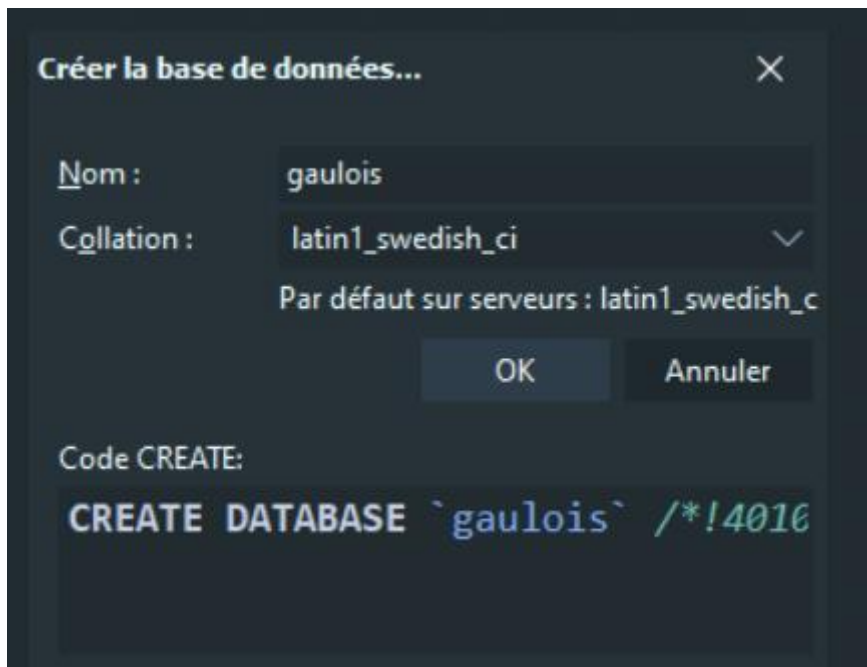 Créer la base de données...
Nom :
gaulois
Collation :
latin1_swedish_ci
Par défaut sur serveurs : latin1_swedish_c
OK
Annuler
Code CREATE:
CREATE DATABASE `gaulois` /*!4010